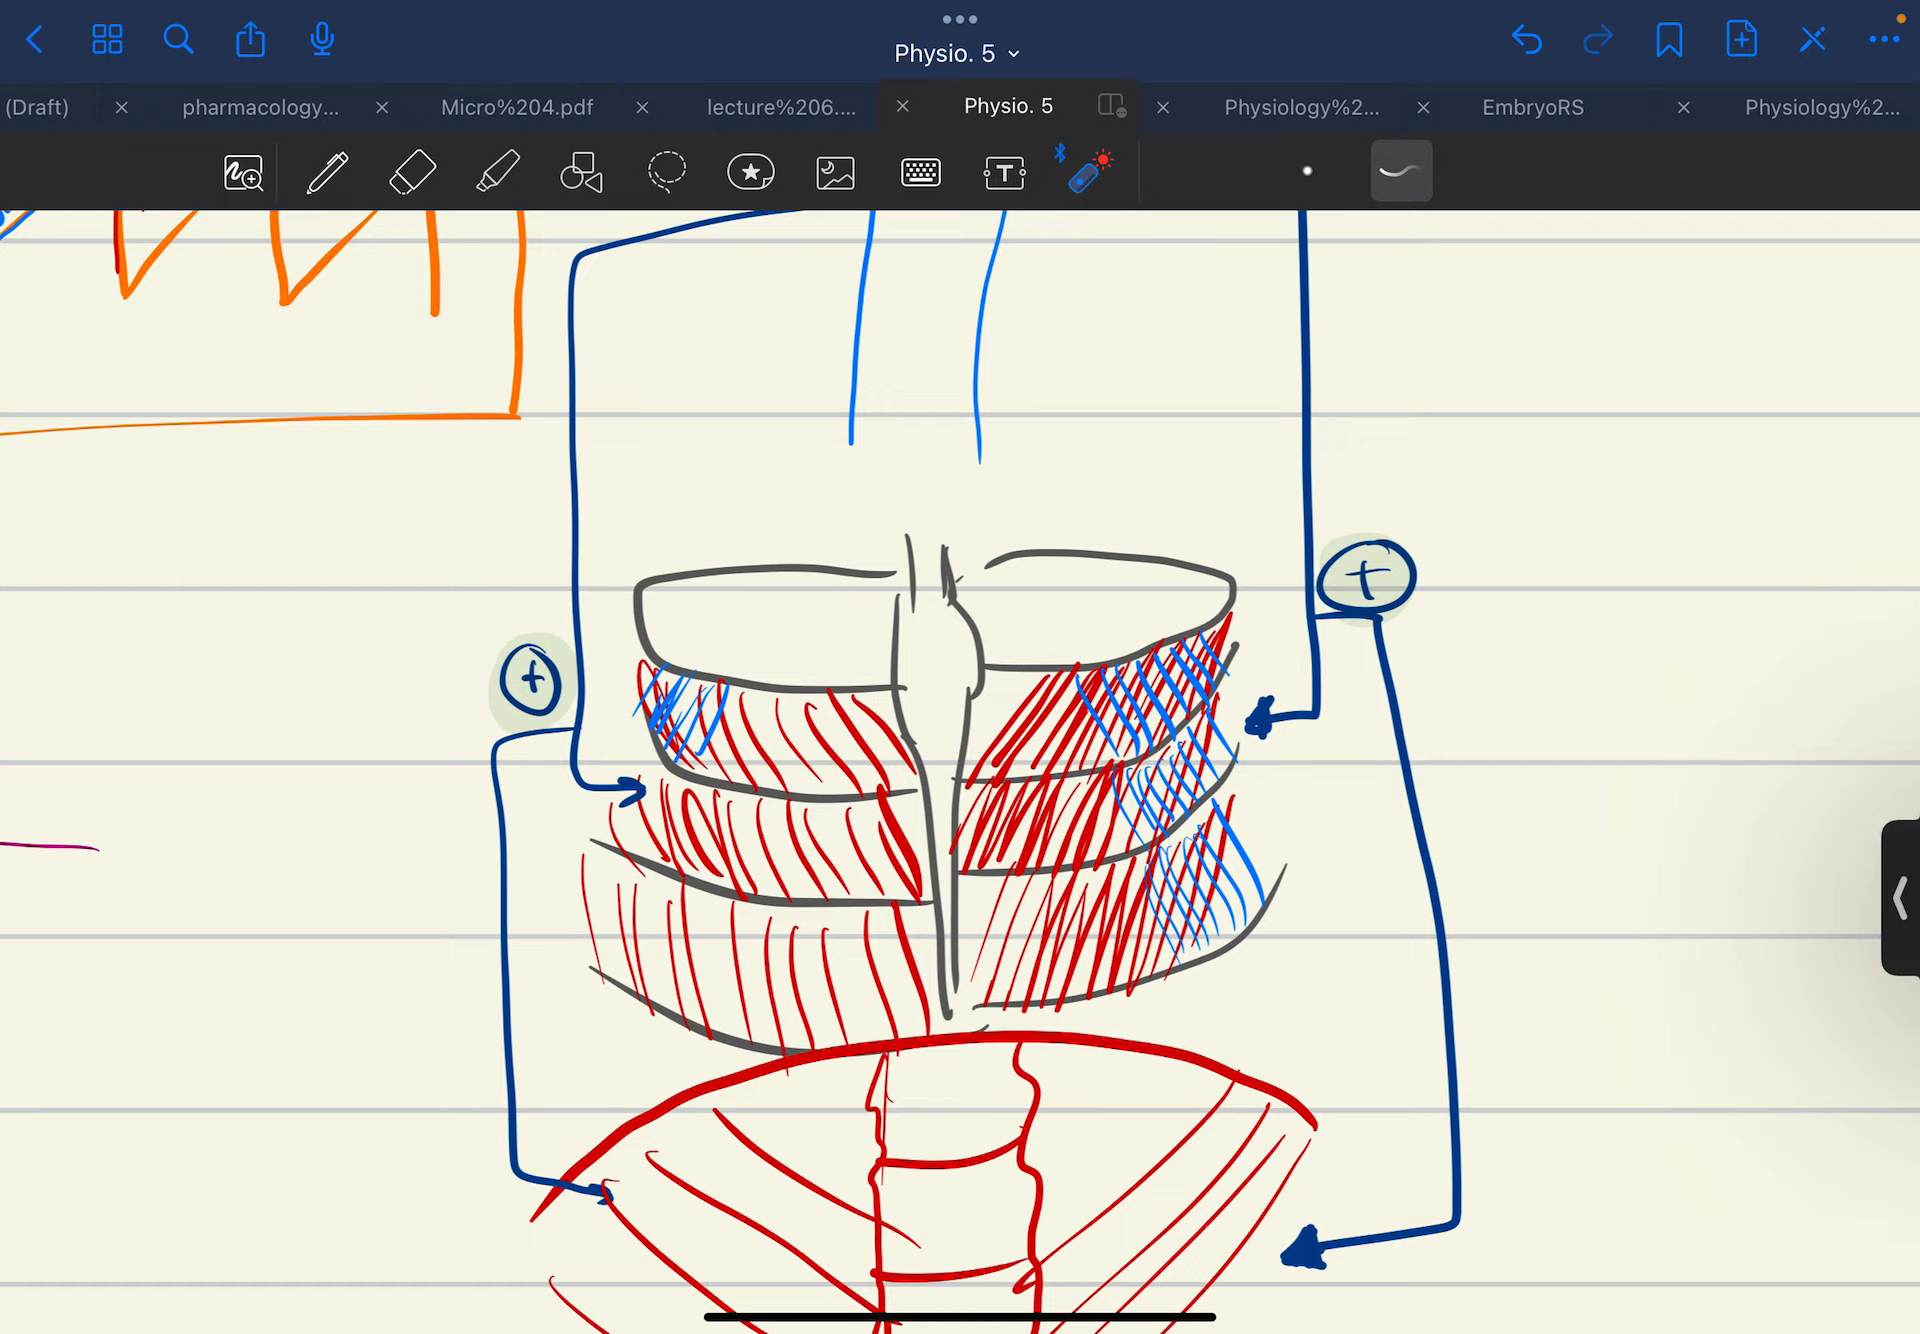 Physio. 5
(Draft)
pharmacology...
Micro%204.pdf
lecture%206....
Physio. 5
Physiology%2...
EmbryoRS
Physiology%2...
T
+
+